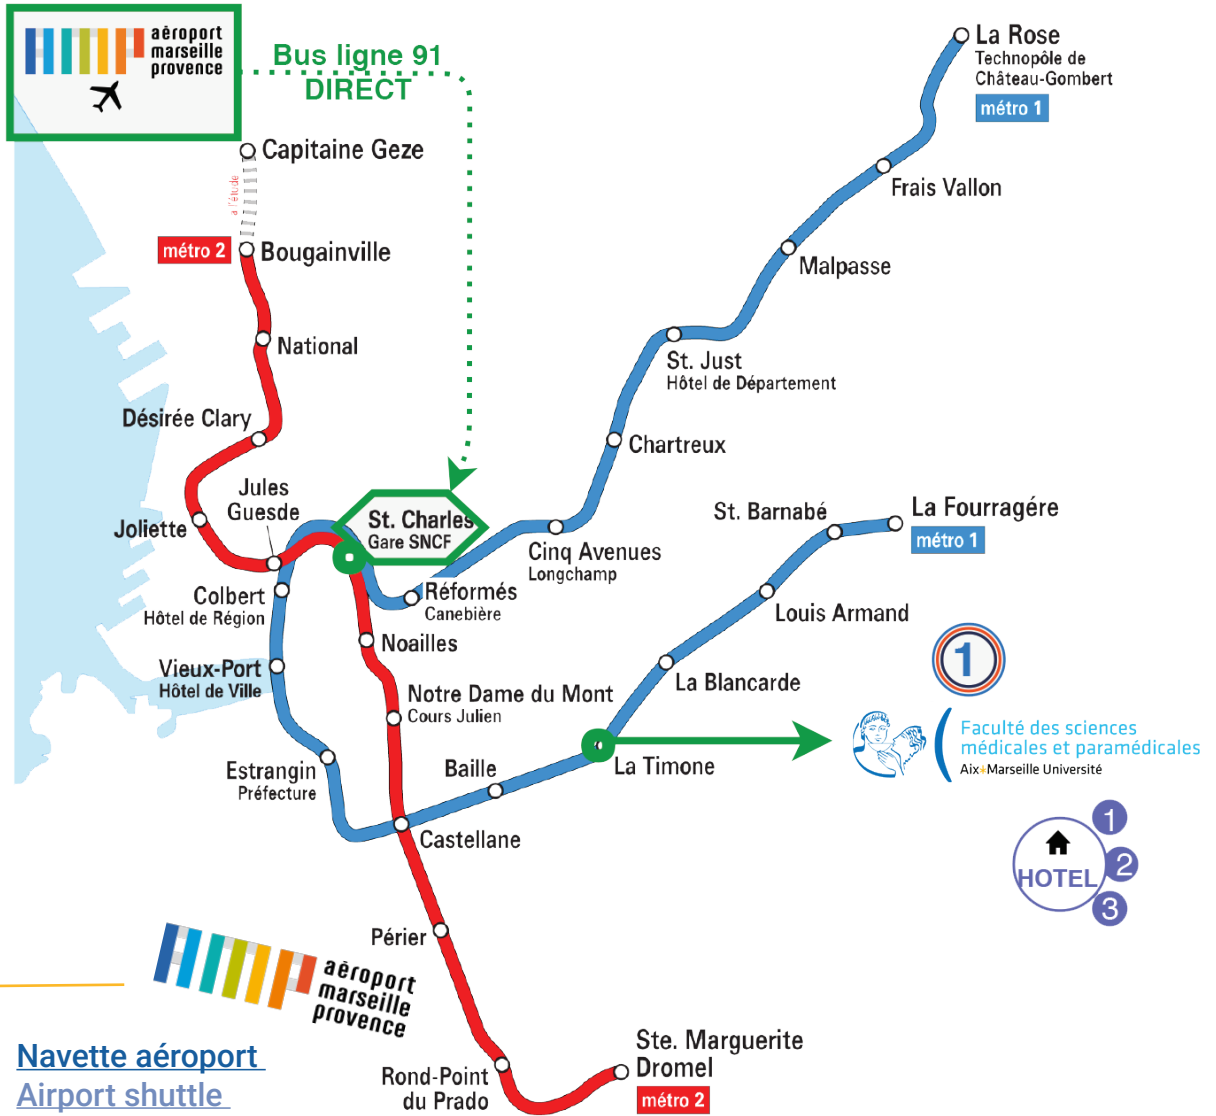 aéroport
marseille
provence
Bus ligne 91
DIRECT
La Rose
Technopôle de
Château-Gombert
métro 1
Capitaine Geze
a l'étude
Frais Vallon
métro 2
Bougainville
Malpasse
National
St. Just
Hôtel de Département
Désirée Clary
Chartreux
Jules
Guesde
Joliette
St. Charles
Gare SNCF
St. Barnabé
La Fourragére
métro 1
Cinq Avenues
Longchamp
Colbert
Hôtel de Région
Réformés
Canebière
Louis Armand
Noailles
1
Vieux-Port
Hôtel de Ville
La Blancarde
Notre Dame du Mont
Cours Julien
Faculté des sciences
médicales et paramédicales
Aix Marseille Université
Estrangin
Préfecture
Baille
La Timone
Castellane
1
HOTEL
2
3
Périer
aéroport
marseille
provence
Navette aéroport
Airport shuttle
Ste. Marguerite
Dromel
métro 2
Rond-Point
du Prado